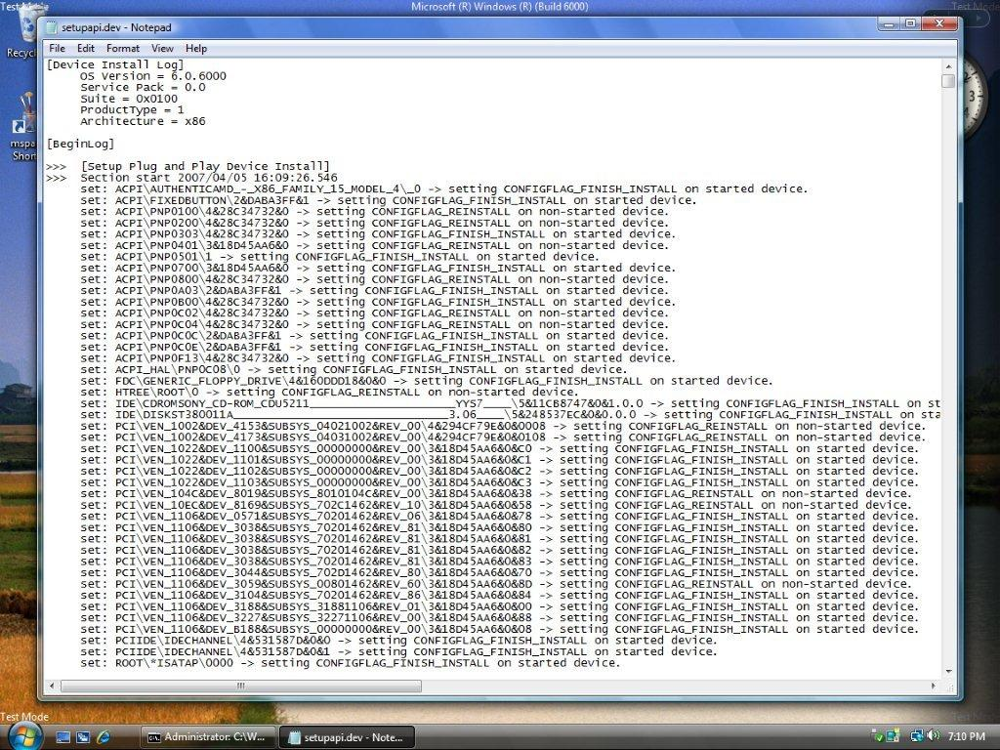 Test Mode
Microsoft (R) Windows (R) (Build 6000)
Test Mode
Recyc
mspa
Short
setupapi.dev - Notepad
File Edit Format View Help
[Device Install Log]
OS Version = 6.0.6000
Service Pack = 0.0
Suite = 0x0100
ProductType = 1
Architecture = x86
[BeginLog]
>>> [Setup Plug and Play Device Install]
>>> Section start 2007/04/05 16:09:26.546
set: ACPI\AUTHENTICAMD_-_X86_FAMILY_15_MODEL_4\_0 -> setting CONFIGFLAG_FINISH_INSTALL on started device.
set: ACPI\FIXEDBUTTON\2&DABA3FF&1 -> setting CONFIGFLAG_FINISH_INSTALL on started device.
set: ACPI\PNP0100\4&28C34732&0 -> setting CONFIGFLAG_REINSTALL on non-started device.
set: ACPI\PNP0200\4&28C34732&0 -> setting CONFIGFLAG_REINSTALL on non-started device.
set: ACPI\PNP0303\4&28C34732&0 -> setting CONFIGFLAG_FINISH_INSTALL on started device.
set: ACPI\PNP0401\3&18D45AA6&0 -> setting CONFIGFLAG_REINSTALL on non-started device.
set: ACPI\PNP0501\1 -> setting CONFIGFLAG_FINISH_INSTALL on started device.
set: ACPI\PNP0700\3&18D45AA6&0 -> setting CONFIGFLAG_FINISH_INSTALL on started device.
set: ACPI\PNP0800\4&28C34732&0 -> setting CONFIGFLAG_REINSTALL on non-started device.
set: ACPI\PNP0A03\2&DABA3FF&1 -> setting CONFIGFLAG_FINISH_INSTALL on started device.
set: ACPI\PNP0B00\4&28C34732&0 -> setting CONFIGFLAG_FINISH_INSTALL on started device.
set: ACPI\PNP0C02\4&28C34732&0 -> setting CONFIGFLAG_REINSTALL on non-started device.
set: ACPI\PNP0C04\4&28C34732&0 -> setting CONFIGFLAG_REINSTALL on non-started device.
set: ACPI\PNP0C0C\2&DABA3FF&1 -> setting CONFIGFLAG_FINISH_INSTALL on started device.
set: ACPI\PNP0C0E\2&DABA3FF&1 -> setting CONFIGFLAG_FINISH_INSTALL on started device.
set: ACPI\PNP0F13\4&28C34732&0 -> setting CONFIGFLAG_FINISH_INSTALL on started device.
set: ACPI_HAL\PNP0C08\0 -> setting CONFIGFLAG_FINISH_INSTALL on started device.
set: FDC\GENERIC_FLOPPY_DRIVE\4&160DDD18&0&0 -> setting CONFIGFLAG_FINISH_INSTALL on started device.
set: HTREE\ROOT\0 -> setting CONFIGFLAG_REINSTALL on non-started device.
set: IDE\CDROMSONY_CD-ROM_CDU5211________________________YYS7____\5&11CB8747&0&1.0.0 -> setting CONFIGFLAG_FINISH_INSTALL on st
set: IDE\DISKST380011A___________________________________3.06____\5&248537EC&0&0.0.0 -> setting CONFIGFLAG_FINISH_INSTALL on sta
set: PCI\VEN_1002&DEV_4153&SUBSYS_04021002&REV_00\4&294CF79E&0&0008 -> setting CONFIGFLAG_REINSTALL on non-started device.
set: PCI\VEN_1002&DEV_4173&SUBSYS_04031002&REV_00\4&294CF79E&0&0108 -> setting CONFIGFLAG_REINSTALL on non-started device.
set: PCI\VEN_1022&DEV_1100&SUBSYS_00000000&REV_00\3&18D45AA6&0&C0 -> setting CONFIGFLAG_FINISH_INSTALL on started device.
set: PCI\VEN_1022&DEV_1101&SUBSYS_00000000&REV_00\3&18D45AA6&0&C1 -> setting CONFIGFLAG_FINISH_INSTALL on started device.
set: PCI\VEN_1022&DEV_1102&SUBSYS_00000000&REV_00\3&18D45AA6&0&C2 -> setting CONFIGFLAG_FINISH_INSTALL on started device.
set: PCI\VEN_1022&DEV_1103&SUBSYS_00000000&REV_00\3&18D45AA6&0&C3 -> setting CONFIGFLAG_FINISH_INSTALL on started device.
set: PCI\VEN_104C&DEV_8019&SUBSYS_8010104C&REV_00\3&18D45AA6&0&38 -> setting CONFIGFLAG_REINSTALL on non-started device.
set: PCI\VEN_10EC&DEV_8169&SUBSYS_702C1462&REV_10\3&18D45AA6&0&58 -> setting CONFIGFLAG_REINSTALL on non-started device.
set: PCI\VEN_1106&DEV_0571&SUBSYS_70201462&REV_06\3&18D45AA6&0&78 -> setting CONFIGFLAG_FINISH_INSTALL on started device.
set: PCI\VEN_1106&DEV_3038&SUBSYS_70201462&REV_81\3&18D45AA6&0&80 -> setting CONFIGFLAG_FINISH_INSTALL on started device.
set: PCI\VEN_1106&DEV_3038&SUBSYS_70201462&REV_81\3&18D45AA6&0&81 -> setting CONFIGFLAG_FINISH_INSTALL on started device.
set: PCI\VEN_1106&DEV_3038&SUBSYS_70201462&REV_81\3&18D45AA6&0&82 -> setting CONFIGFLAG_FINISH_INSTALL on started device.
set: PCI\VEN_1106&DEV_3038&SUBSYS_70201462&REV_81\3&18D45AA6&0&83 -> setting CONFIGFLAG_FINISH_INSTALL on started device.
set: PCI\VEN_1106&DEV_3044&SUBSYS_702D1462&REV_80\3&18D45AA6&0&70 -> setting CONFIGFLAG_FINISH_INSTALL on started device.
set: PCI\VEN_1106&DEV_3059&SUBSYS_00801462&REV_60\3&18D45AA6&0&8D -> setting CONFIGFLAG_REINSTALL on non-started device.
set: PCI\VEN_1106&DEV_3104&SUBSYS_70201462&REV_86\3&18D45AA6&0&84 -> setting CONFIGFLAG_FINISH_INSTALL on started device.
set: PCI\VEN_1106&DEV_3188&SUBSYS_31881106&REV_01\3&18D45AA6&0&00 -> setting CONFIGFLAG_FINISH_INSTALL on started device.
set: PCI\VEN_1106&DEV_3227&SUBSYS_32271106&REV_00\3&18D45AA6&0&88 -> setting CONFIGFLAG_FINISH_INSTALL on started device.
set: PCI\VEN_1106&DEV_B188&SUBSYS_00000000&REV_00\3&18D45AA6&0&08 -> setting CONFIGFLAG_FINISH_INSTALL on started device.
set: PCIIDE\IDECHANNEL\4&531587D&0&0 -> setting CONFIGFLAG_FINISH_INSTALL on started device.
set: PCIIDE\IDECHANNEL\4&531587D&0&1 -> setting CONFIGFLAG_FINISH_INSTALL on started device.
set: ROOT\*ISATAP\0000 -> setting CONFIGFLAG_FINISH_INSTALL on started device.
Test Mode
Administrator: C:\W...
setupapi.dev - Note...
7:10 PM